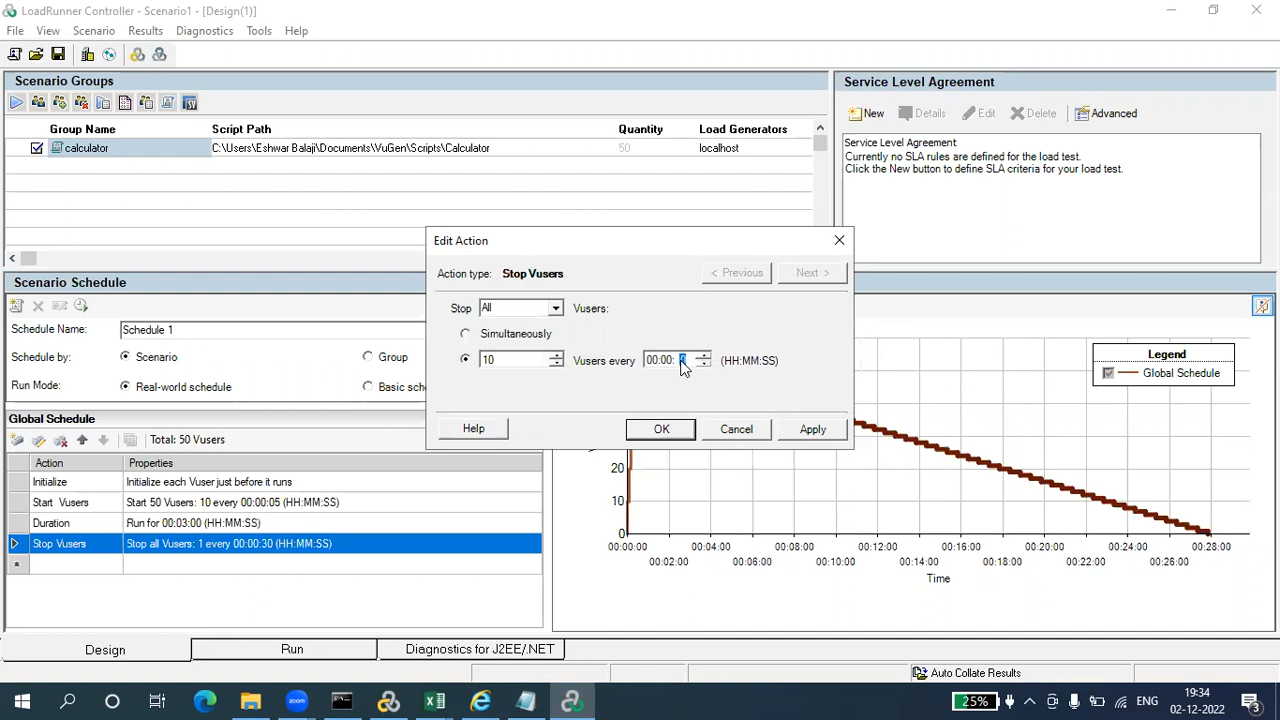 LoadRunner Controller - Scenario1 - [Design(1)]
File View Scenario Results Diagnostics Tools Help
Scenario Groups
Service Level Agreement
New Details Edit Delete Advanced
Group Name Script Path Quantity Load Generators
calculator C:\Users\Eshwar Balaji\Documents\VuGen\Scripts\Calculator 50 localhost
Service Level Agreement
Currently no SLA rules are defined for the load test.
Click the New button to define SLA criteria for your load test.
Edit Action
Action type: Stop Vusers < Previous Next >
Stop All Vusers:
Simultaneously
10 Vusers every 00:00: (HH:MM:SS)
Help OK Cancel Apply
Scenario Schedule
Schedule Name: Schedule 1
Schedule by: Scenario Group
Run Mode: Real-world schedule Basic sch
Global Schedule
Total: 50 Vusers
Action Properties
Initialize Initialize each Vuser just before it runs
Start Vusers Start 50 Vusers: 10 every 00:00:05 (HH:MM:SS)
Duration Run for 00:03:00 (HH:MM:SS)
Stop Vusers Stop all Vusers: 1 every 00:00:30 (HH:MM:SS)
Legend
Global Schedule
20
10
0
00:00:00 00:04:00 00:08:00 00:12:00 00:16:00 00:20:00 00:24:00 00:28:00
00:02:00 00:06:00 00:10:00 00:14:00 00:18:00 00:22:00 00:26:00
Time
Design Run Diagnostics for J2EE/.NET
Auto Collate Results
zoom
25% ENG 19:34
02-12-2022 3